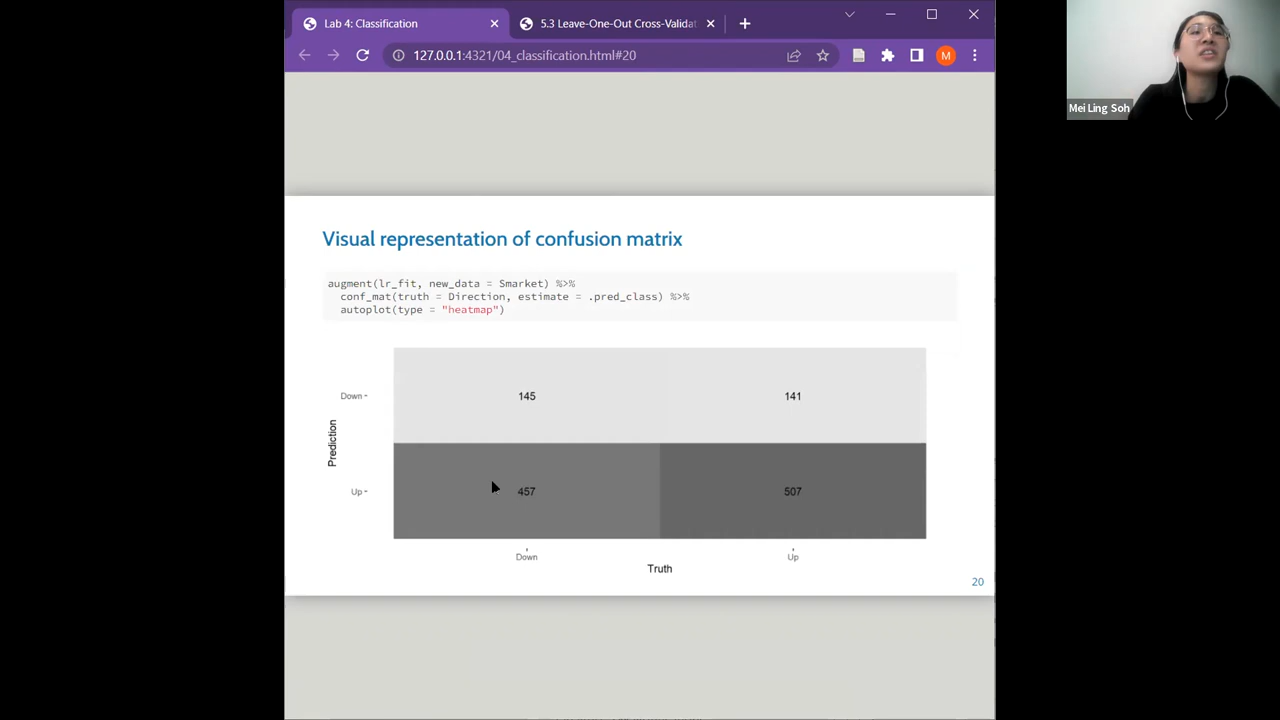 Lab 4: Classification
5.3 Leave-One-Out Cross-Validat
127.0.0.1:4321/04_classification.html#20
M
Mei Ling Soh
Visual representation of confusion matrix
augment(lr_fit, new_data = Smarket) %>%
conf_mat(truth = Direction, estimate = .pred_class) %>%
autoplot(type = "heatmap")
Down
145
141
Prediction
Up
457
507
Down
Up
Truth
20